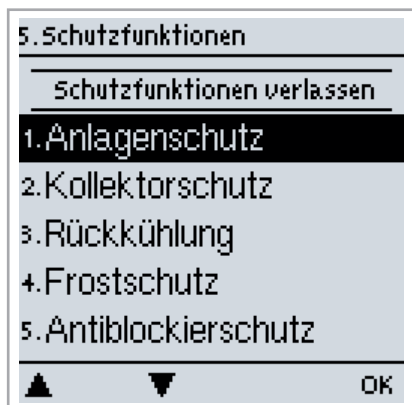 5.Schutzfunktionen
Schutzfunktionen verlassen
1.Anlagenschutz
2.Kollektorschutz
3.Rückkühlung
4.Frostschutz
5.Antiblockierschutz
▲ ▼ OK